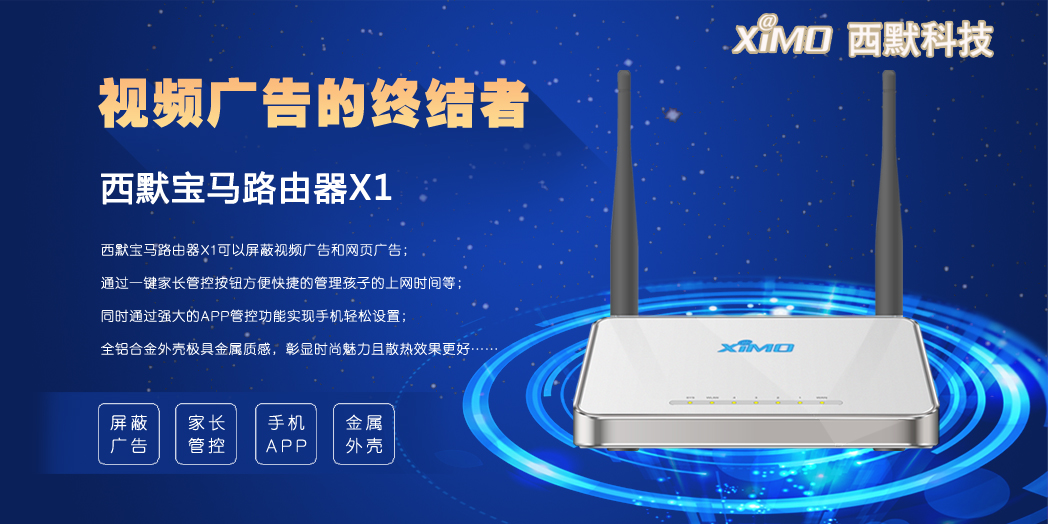 XiMO 西默科技
视频广告的终结者
西默宝马路由器X1
西默宝马路由器X1可以屏蔽视频广告和网页广告；
通过一键家长管控按钮方便快捷的管理孩子的上网时间等；
同时通过强大的APP管控功能实现手机轻松设置；
全铝合金外壳极具金属质感，彰显时尚魅力且散热效果更好……
XiMO
屏蔽
广告
家长
管控
手机
APP
金属
外壳